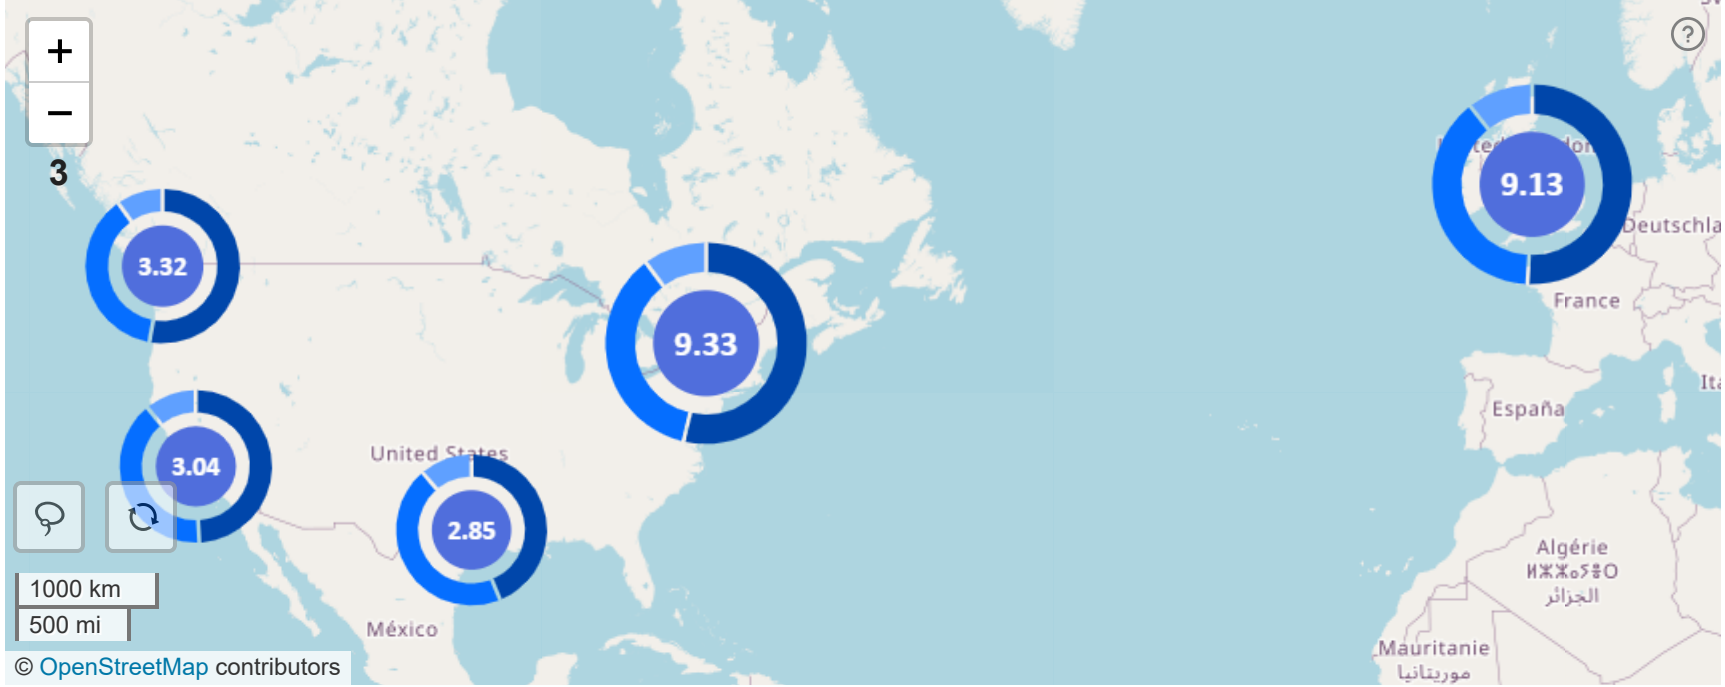 +
?
−
3
9.13
3.32
Deutschla
France
9.33
Ita
España
United States
3.04
2.85
Algérie
ⵍⵣⵣⴰⵢⴻⵔ
الجزائر
1000 km
500 mi
México
Mauritanie
موريتانيا
© OpenStreetMap contributors